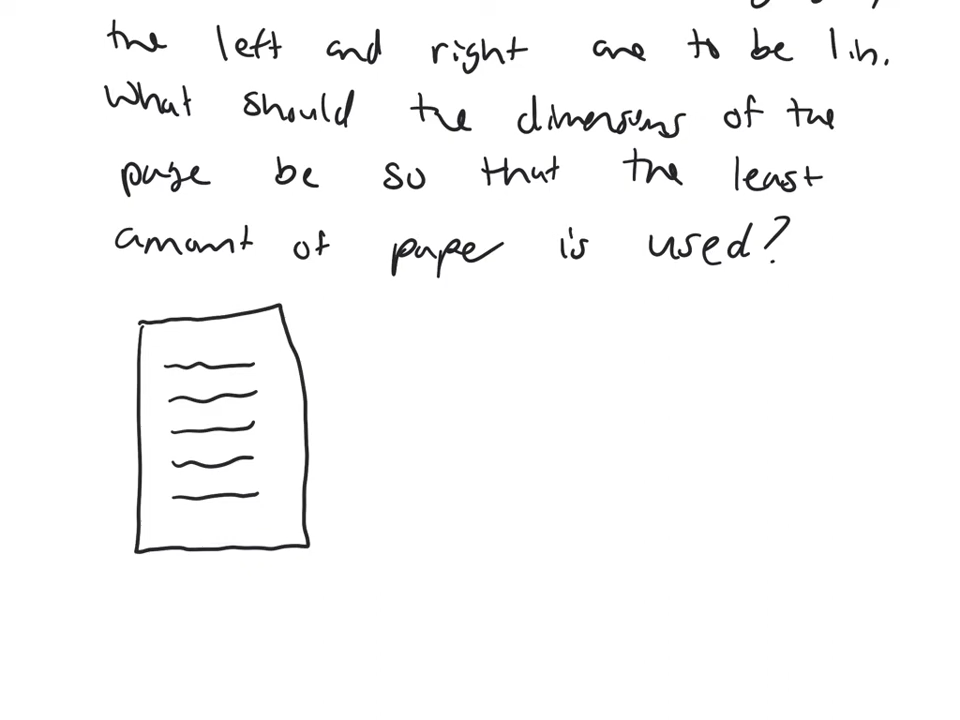 the left and right are to be 1 in.
What should the dimensions of the
page be so that the least
amount of paper is used?